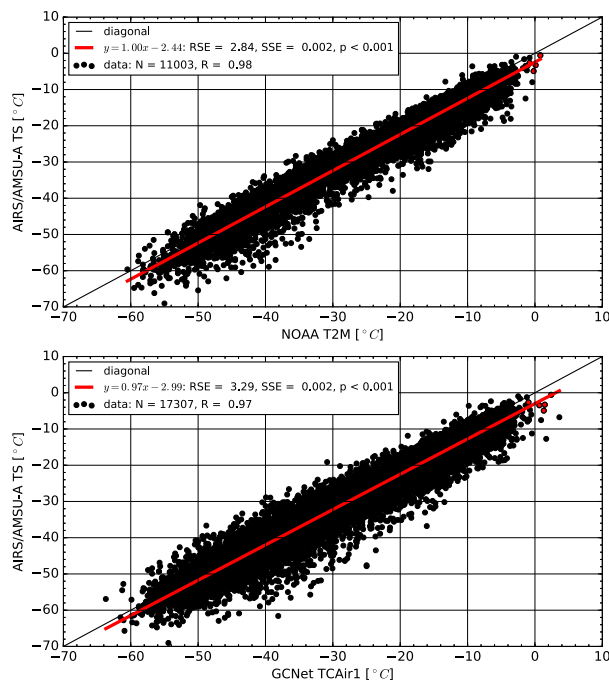 diagonal
y=1.00x−2.44: RSE = 2.84, SSE = 0.002, p < 0.001
data: N = 11003, R = 0.98
10
0
−10
−20
−30
−40
−50
−60
−70
AIRS/AMSU-A TS [°C]
−70 −60 −50 −40 −30 −20 −10 0 10
NOAA T2M [°C]
diagonal
y=0.97x−2.99: RSE = 3.29, SSE = 0.002, p < 0.001
data: N = 17307, R = 0.97
10
0
−10
−20
−30
−40
−50
−60
−70
AIRS/AMSU-A TS [°C]
−70 −60 −50 −40 −30 −20 −10 0 10
GCNet TCAir1 [°C]